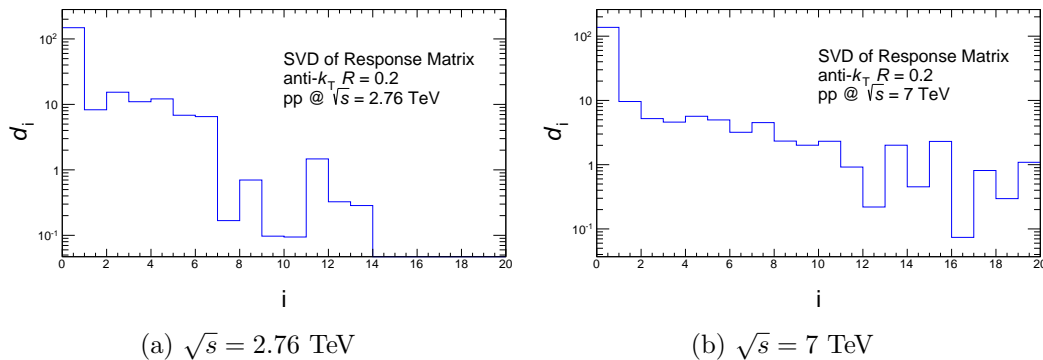 10²
10
1
10⁻¹
d_i
SVD of Response Matrix
anti-k_T R = 0.2
pp @ √s = 2.76 TeV
0 2 4 6 8 10 12 14 16 18 20
i
(a) √s = 2.76 TeV
10²
10
1
10⁻¹
d_i
SVD of Response Matrix
anti-k_T R = 0.2
pp @ √s = 7 TeV
0 2 4 6 8 10 12 14 16 18 20
i
(b) √s = 7 TeV